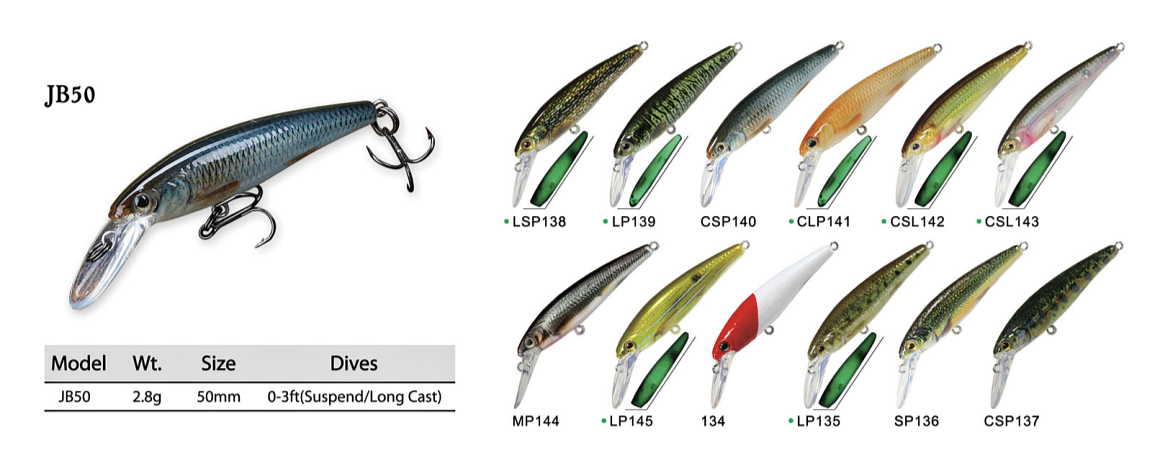 JB50
Model Wt. Size Dives
JB50 2.8g 50mm 0-3ft(Suspend/Long Cast)
LSP138 LP139 CSP140 CLP141 CSL142 CSL143
MP144 LP145 134 LP135 SP136 CSP137